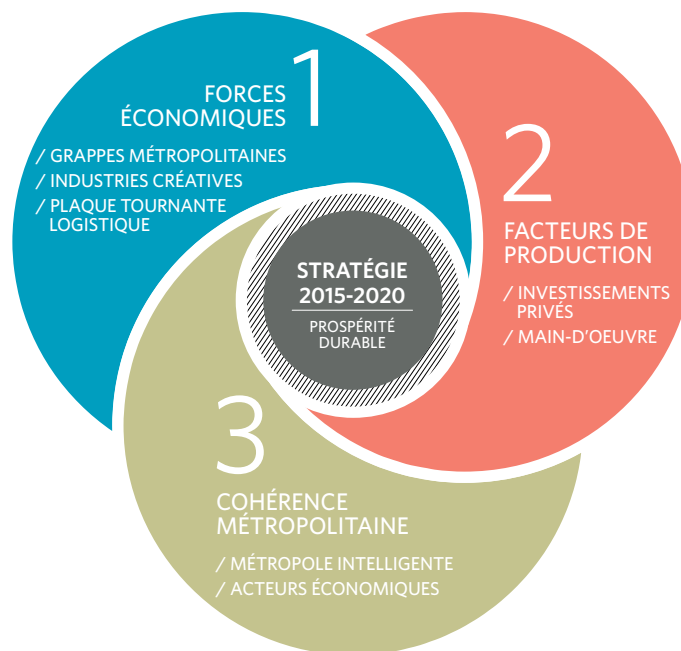 1
FORCES
ÉCONOMIQUES
/ GRAPPES MÉTROPOLITAINES
/ INDUSTRIES CRÉATIVES
/ PLAQUE TOURNANTE
LOGISTIQUE
2
FACTEURS DE
PRODUCTION
/ INVESTISSEMENTS
PRIVÉS
/ MAIN-D'OEUVRE
STRATÉGIE
2015-2020
PROSPÉRITÉ
DURABLE
3
COHÉRENCE
MÉTROPOLITAINE
/ MÉTROPOLE INTELLIGENTE
/ ACTEURS ÉCONOMIQUES